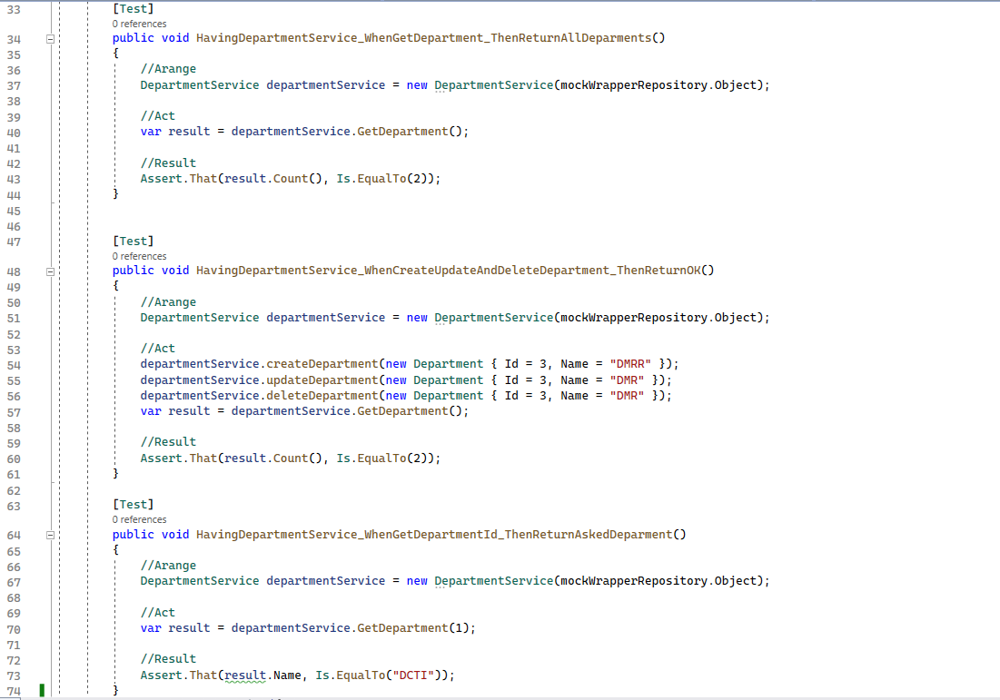 33 [Test]
0 references
34 public void HavingDepartmentService_WhenGetDepartment_ThenReturnAllDeparments()
35 {
36 //Arange
37 DepartmentService departmentService = new DepartmentService(mockWrapperRepository.Object);
38
39 //Act
40 var result = departmentService.GetDepartment();
41
42 //Result
43 Assert.That(result.Count(), Is.EqualTo(2));
44 }
45
46
47 [Test]
0 references
48 public void HavingDepartmentService_WhenCreateUpdateAndDeleteDepartment_ThenReturnOK()
49 {
50 //Arange
51 DepartmentService departmentService = new DepartmentService(mockWrapperRepository.Object);
52
53 //Act
54 departmentService.createDepartment(new Department { Id = 3, Name = "DMRR" });
55 departmentService.updateDepartment(new Department { Id = 3, Name = "DMR" });
56 departmentService.deleteDepartment(new Department { Id = 3, Name = "DMR" });
57 var result = departmentService.GetDepartment();
58
59 //Result
60 Assert.That(result.Count(), Is.EqualTo(2));
61 }
62
63 [Test]
0 references
64 public void HavingDepartmentService_WhenGetDepartmentId_ThenReturnAskedDeparment()
65 {
66 //Arange
67 DepartmentService departmentService = new DepartmentService(mockWrapperRepository.Object);
68
69 //Act
70 var result = departmentService.GetDepartment(1);
71
72 //Result
73 Assert.That(result.Name, Is.EqualTo("DCTI"));
74 }